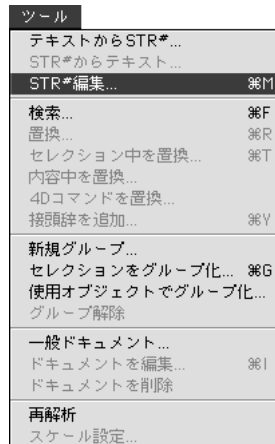 ツール
テキストからSTR#...
STR#からテキスト...
STR#編集... ⌘M
検索... ⌘F
置換... ⌘R
セレクション中を置換... ⌘T
内容中を置換...
4Dコマンドを置換...
接頭辞を追加... ⌘Y
新規グループ...
セレクションをグループ化... ⌘G
使用オブジェクトでグループ化...
グループ解除
一般ドキュメント...
ドキュメントを編集... ⌘I
ドキュメントを削除
再解析
スケール設定...